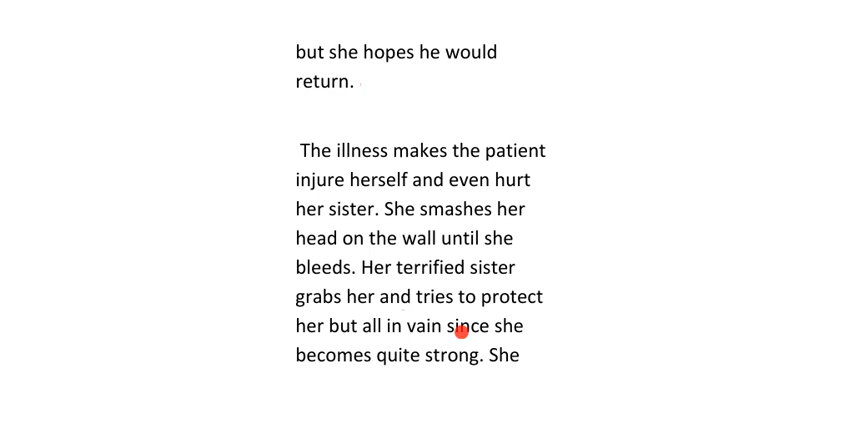 but she hopes he would
return.
The illness makes the patient
injure herself and even hurt
her sister. She smashes her
head on the wall until she
bleeds. Her terrified sister
grabs her and tries to protect
her but all in vain since she
becomes quite strong. She